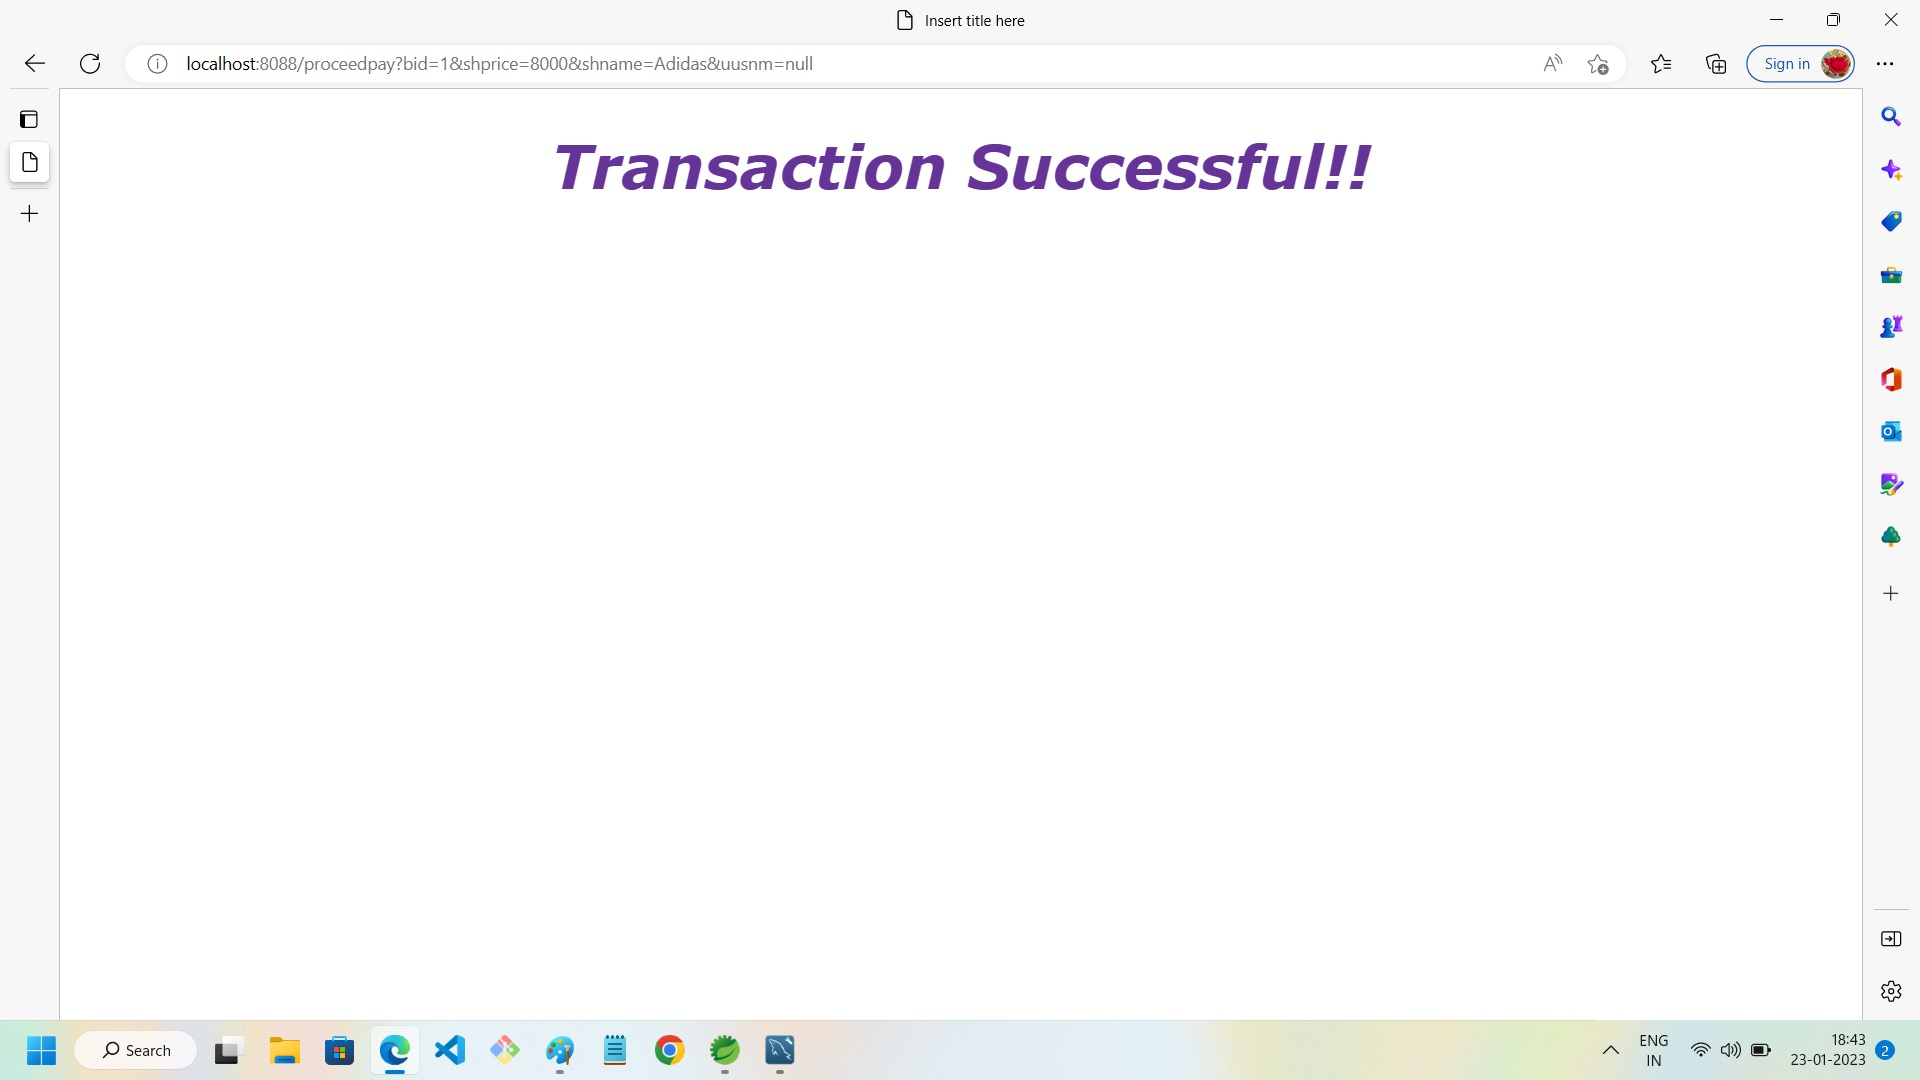 Insert title here
localhost:8088/proceedpay?bid=1&shprice=8000&shname=Adidas&uusnm=null
Sign in
Transaction Successful!!
Search
ENG
IN
18:43
23-01-2023
2